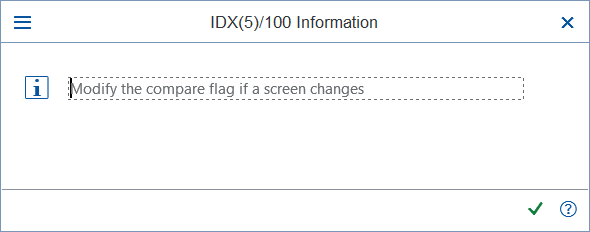 IDX(5)/100 Information
Modify the compare flag if a screen changes